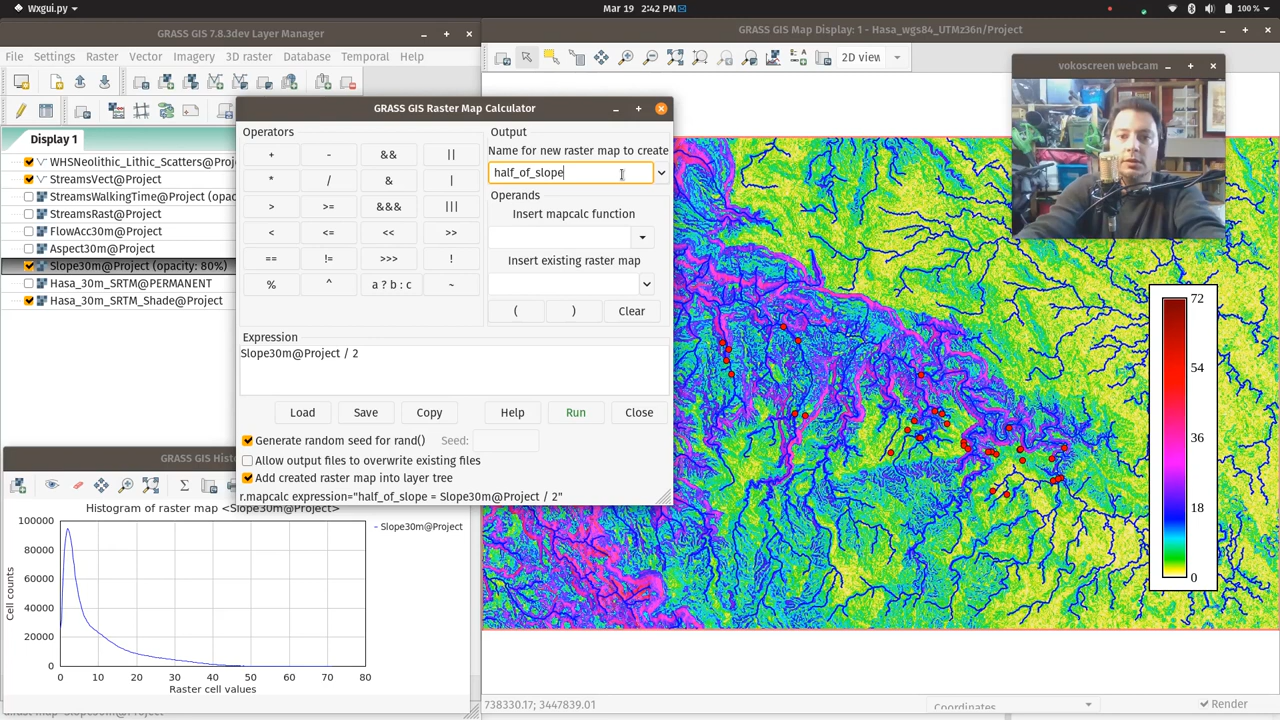 Wxgui.py
Mar 19 2:42 PM
100 %
GRASS GIS 7.8.3dev Layer Manager
File Settings Raster Vector Imagery 3D raster Database Temporal Help
Display 1
WHSNeolithic_Lithic_Scatters@Proj
StreamsVect@Project
StreamsWalkingTime@Project (opac
StreamsRast@Project
FlowAcc30m@Project
Aspect30m@Project
Slope30m@Project (opacity: 80%)
Hasa_30m_SRTM@PERMANENT
Hasa_30m_SRTM_Shade@Project
GRASS GIS Raster Map Calculator
Operators
+ - && ||
* / & |
> >= &&& |||
< <= << >>
== != >>> !
% ^ a ? b : c ~
Output
Name for new raster map to create
half_of_slope
Operands
Insert mapcalc function
Insert existing raster map
( ) Clear
Expression
Slope30m@Project / 2
Load Save Copy Help Run Close
Generate random seed for rand() Seed:
Allow output files to overwrite existing files
Add created raster map into layer tree
r.mapcalc expression="half_of_slope = Slope30m@Project / 2"
GRASS GIS Histo
Histogram of raster map <Slope30m@Project>
Slope30m@Project
100000
80000
60000
40000
20000
0
Cell counts
0 10 20 30 40 50 60 70 80
Raster cell values
GRASS GIS Map Display: 1 - Hasa_wgs84_UTMz36n/Project
2D view
vokoscreen webcam
72
54
36
18
0
738330.17; 3447839.01
Coordinates
Render